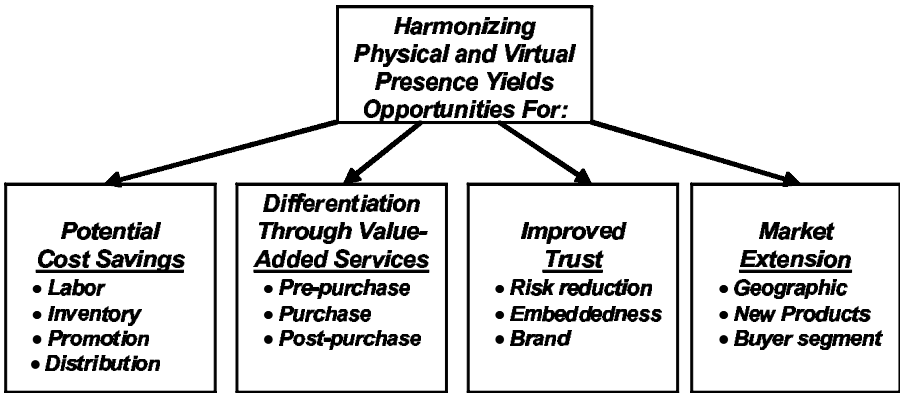 Harmonizing
Physical and Virtual
Presence Yields
Opportunities For:
Potential
Cost Savings
• Labor
• Inventory
• Promotion
• Distribution
Differentiation
Through Value-
Added Services
• Pre-purchase
• Purchase
• Post-purchase
Improved
Trust
• Risk reduction
• Embeddedness
• Brand
Market
Extension
• Geographic
• New Products
• Buyer segment